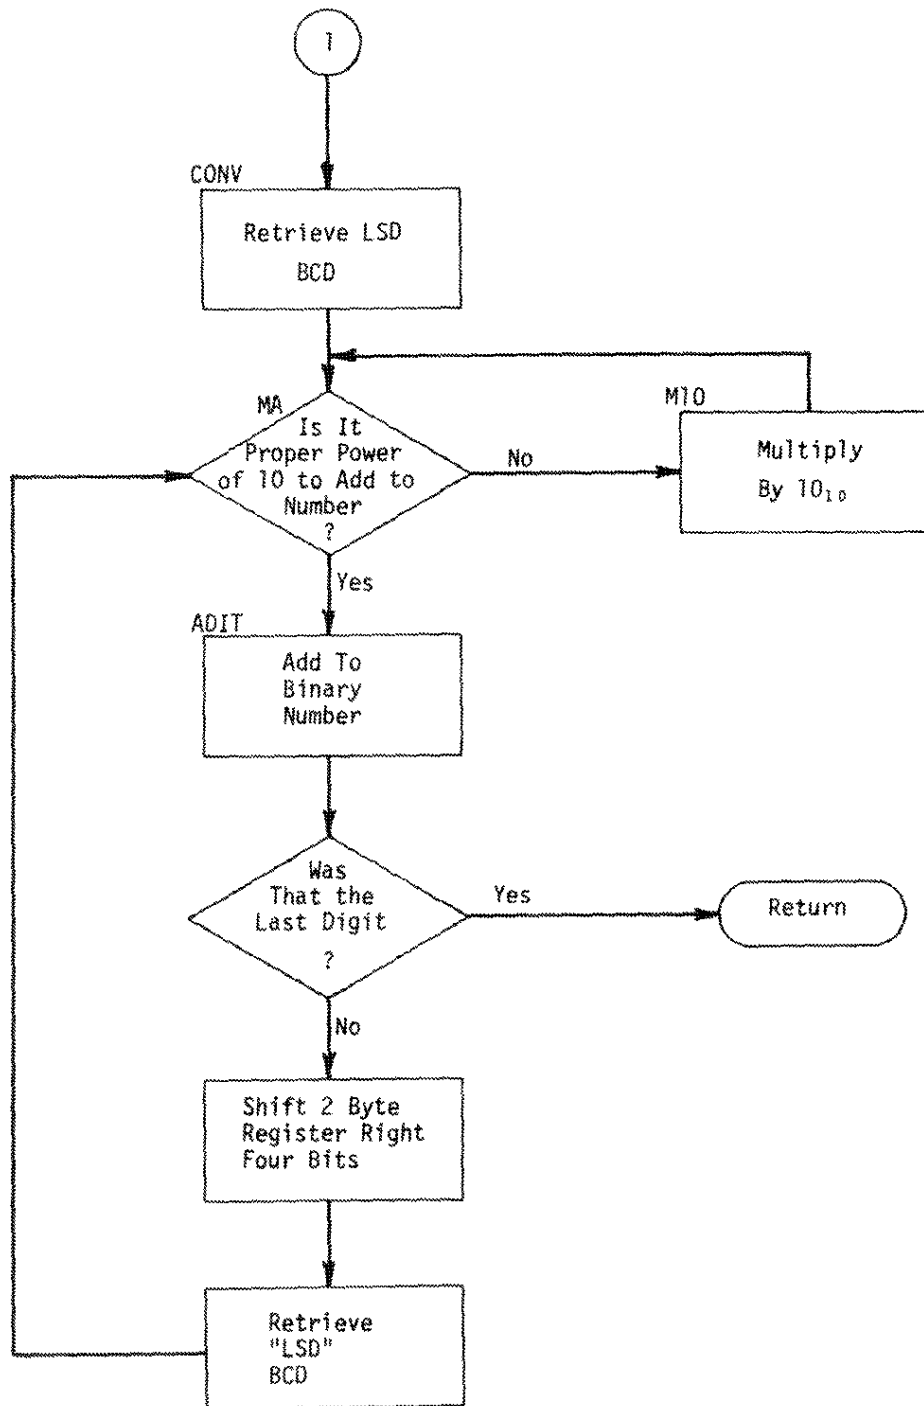 1
CONV
Retrieve LSD
BCD
MA
Is It
Proper Power
of 10 to Add to
Number
?
No
M10
Multiply
By 10₁₀
Yes
ADIT
Add To
Binary
Number
Was
That the
Last Digit
?
Yes
Return
No
Shift 2 Byte
Register Right
Four Bits
Retrieve
"LSD"
BCD